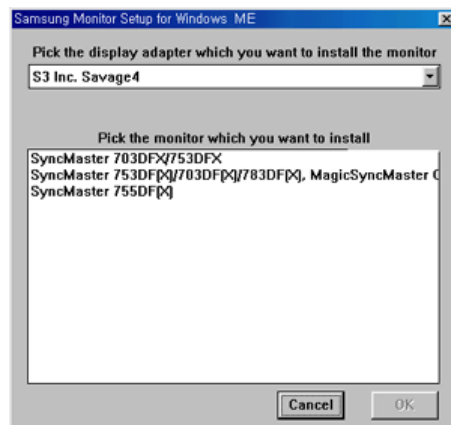 Samsung Monitor Setup for Windows ME
Pick the display adapter which you want to install the monitor
S3 Inc. Savage4
Pick the monitor which you want to install
SyncMaster 703DFX/753DFX
SyncMaster 753DF[X]/703DF[X]/783DF[X], MagicSyncMaster
SyncMaster 755DF[X]
Cancel OK